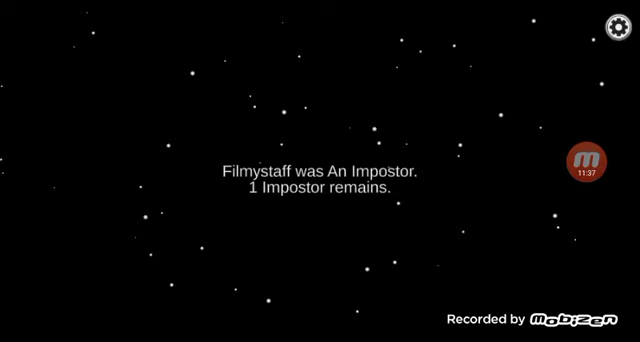 Filmystaff was An Impostor.
1 Impostor remains.
11:37
Recorded by Mobizen